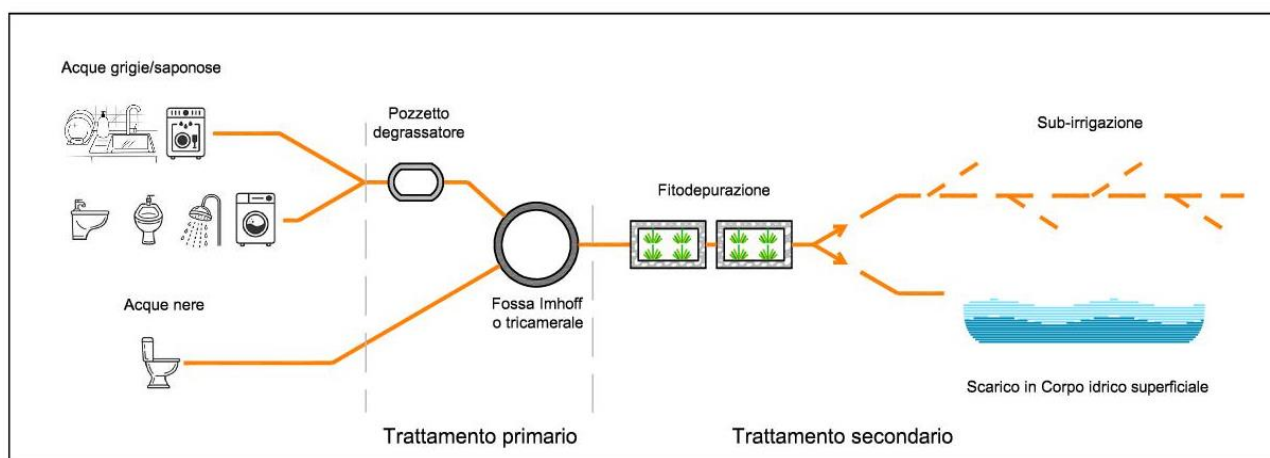 Acque grigie/saponose
Pozzetto
degrassatore
Sub-irrigazione
Fitodepurazione
Acque nere
Fossa Imhoff
o tricamerale
Scarico in Corpo idrico superficiale
Trattamento primario
Trattamento secondario